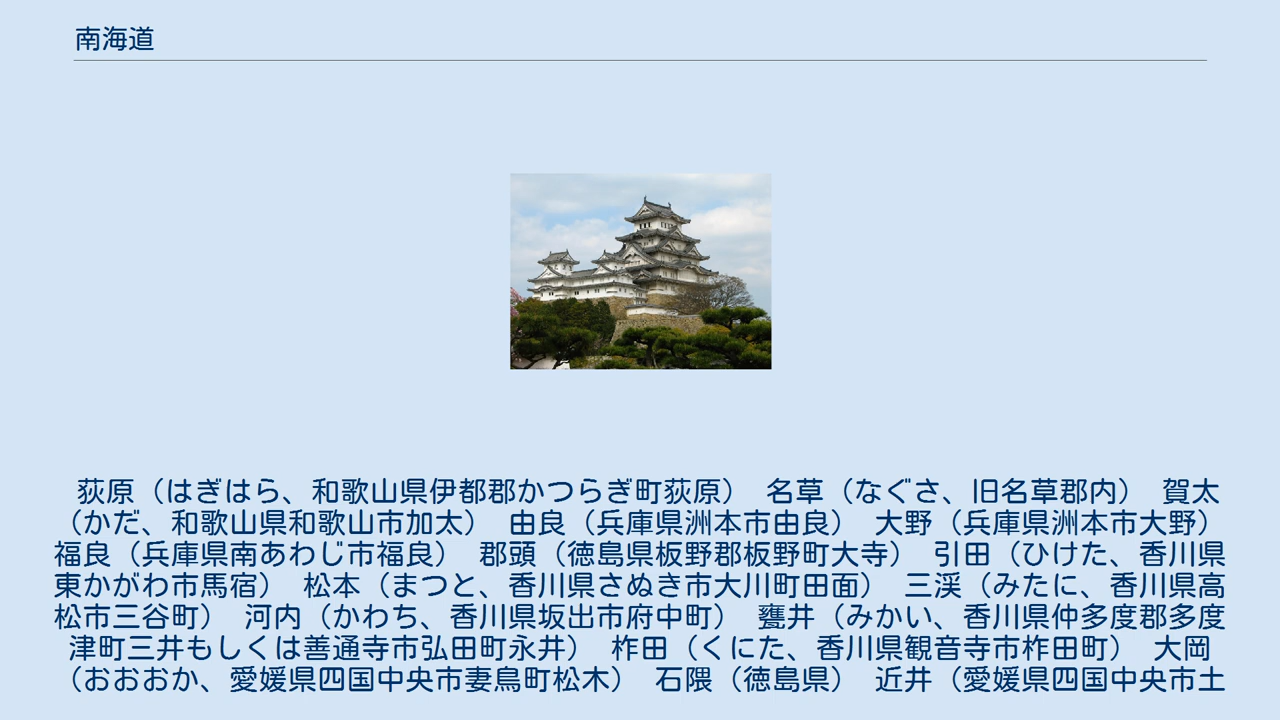 南海道
荻原（はぎはら、和歌山県伊都郡かつらぎ町荻原） 名草（なぐさ、旧名草郡内） 賀太
（かだ、和歌山県和歌山市加太） 由良（兵庫県洲本市由良） 大野（兵庫県洲本市大野）
福良（兵庫県南あわじ市福良） 郡頭（徳島県板野郡板野町大寺） 引田（ひけた、香川県
東かがわ市馬宿） 松本（まつと、香川県さぬき市大川町田面） 三渓（みたに、香川県高
松市三谷町） 河内（かわち、香川県坂出市府中町） 甕井（みかい、香川県仲多度郡多度
津町三井もしくは善通寺市弘田町永井） 柞田（くにた、香川県観音寺市柞田町） 大岡
（おおおか、愛媛県四国中央市妻鳥町松木） 石隈（徳島県） 近井（愛媛県四国中央市土